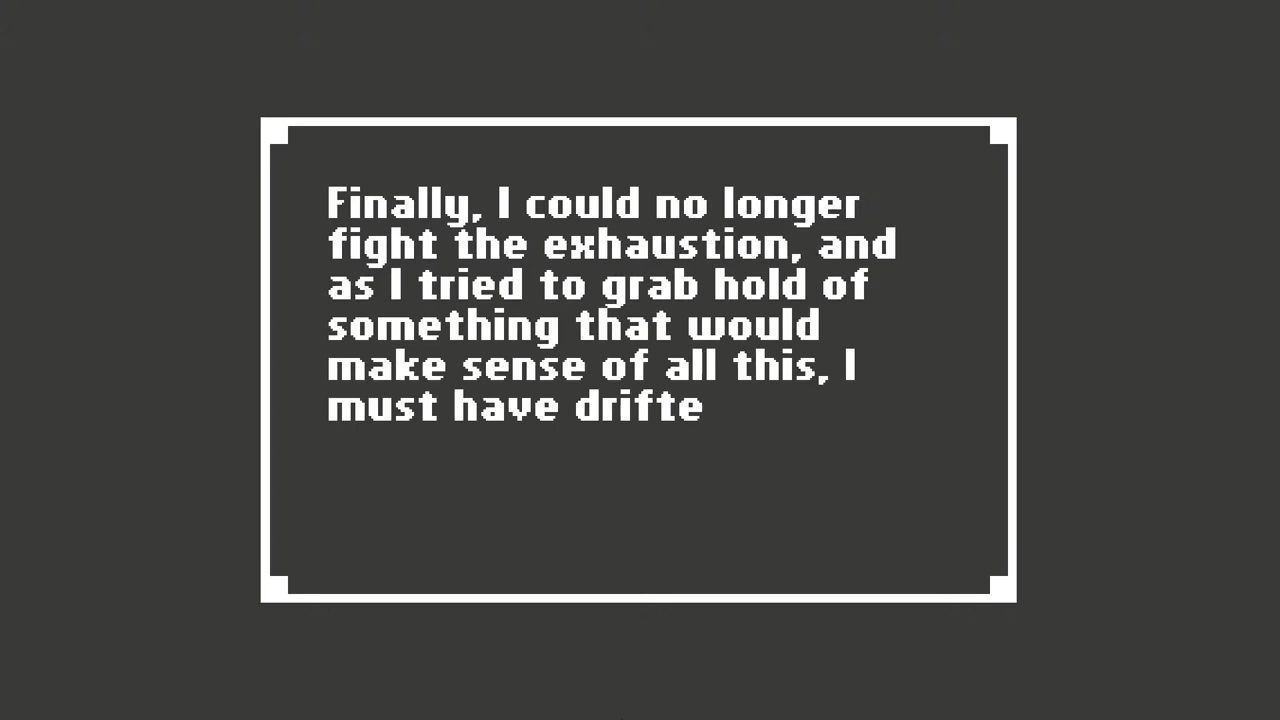 Finally, I could no longer
fight the exhaustion, and
as I tried to grab hold of
something that would
make sense of all this, I
must have drifte